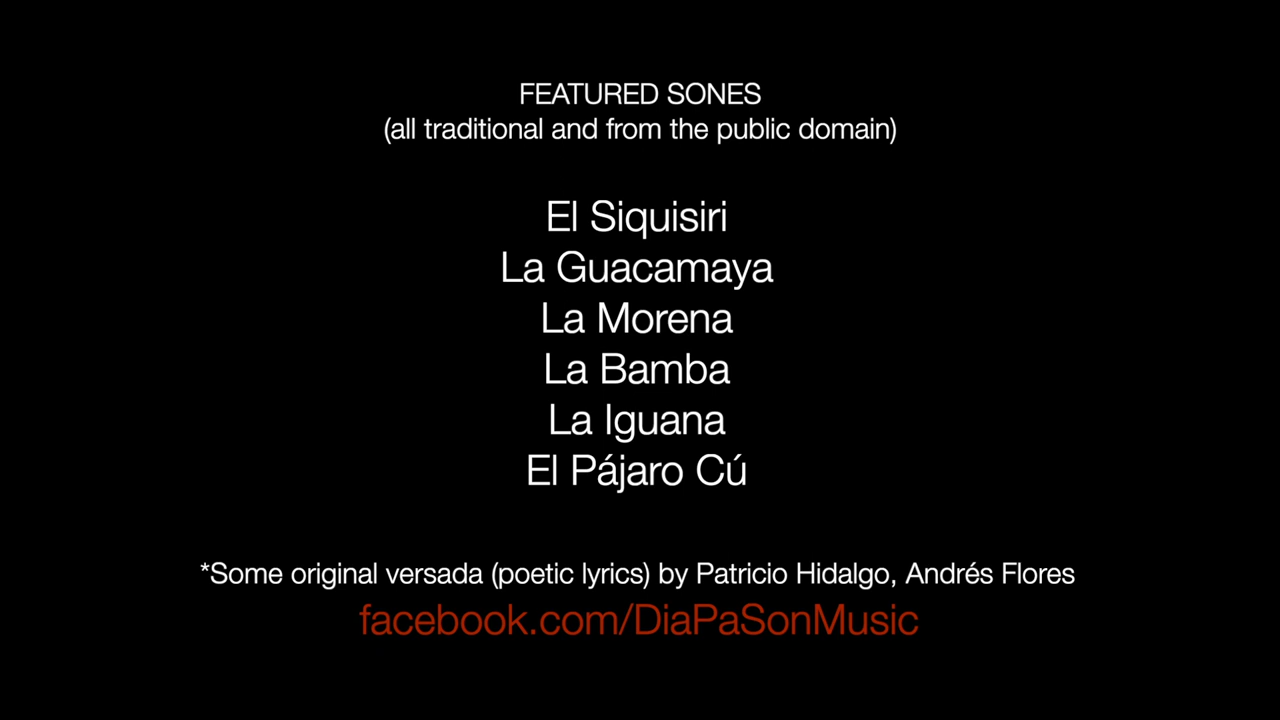 FEATURED SONES
(all traditional and from the public domain)
El Siquisiri
La Guacamaya
La Morena
La Bamba
La Iguana
El Pájaro Cú
*Some original versada (poetic lyrics) by Patricio Hidalgo, Andrés Flores
facebook.com/DiaPaSonMusic